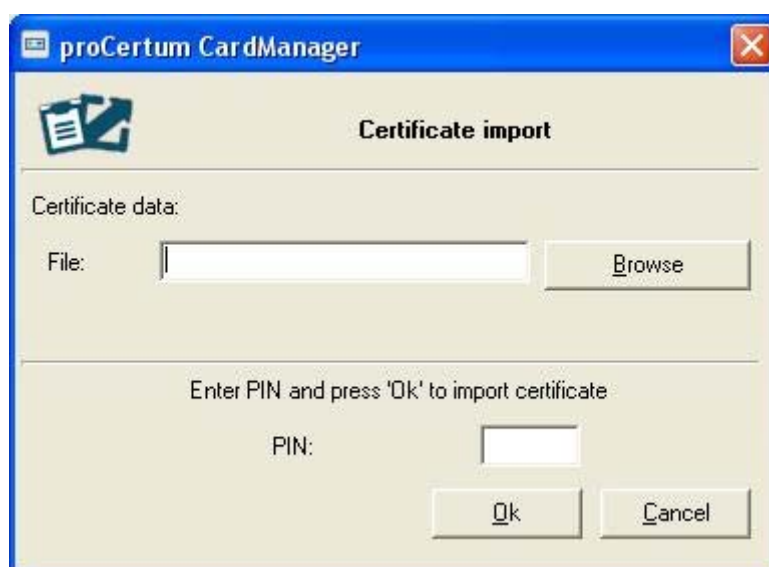 proCertum CardManager
Certificate import
Certificate data:
File:
Browse
Enter PIN and press 'Ok' to import certificate
PIN:
Ok
Cancel